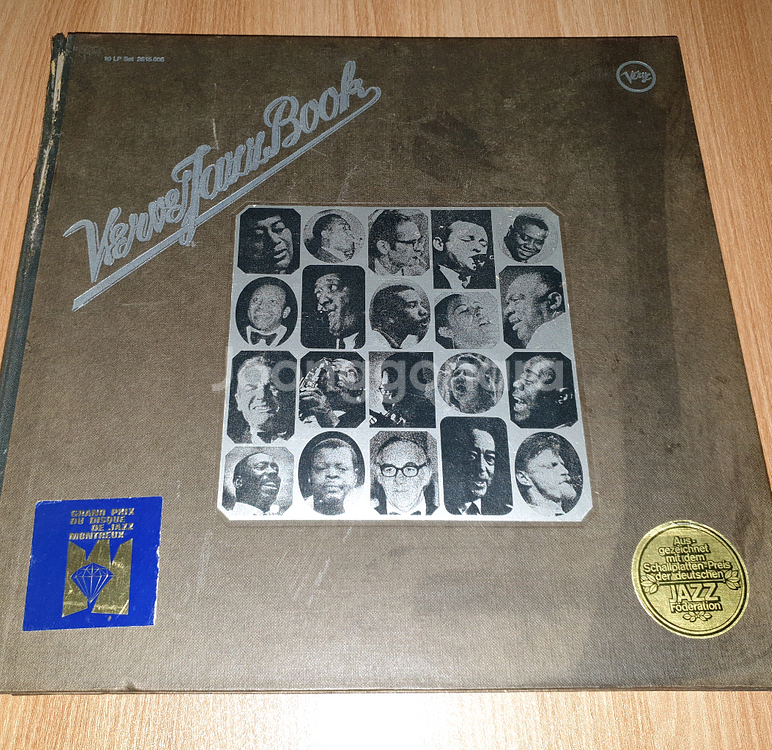 10 LP Set 2615 005
Verve
Verve Jazz Book
Joonggonara
GRAND PRIX
DU DISQUE
DE JAZZ
MONTREUX
Aus-
gezeichnet
mit dem
Schallplatten-Preis
der deutschen
JAZZ
Föderation